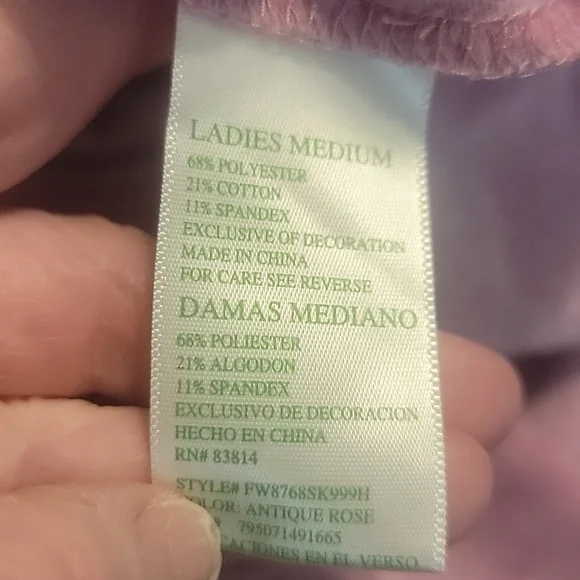 LADIES MEDIUM
68% POLYESTER
21% COTTON
11% SPANDEX
EXCLUSIVE OF DECORATION
MADE IN CHINA
FOR CARE SEE REVERSE
DAMAS MEDIANO
68% POLIESTER
21% ALGODON
11% SPANDEX
EXCLUSIVO DE DECORACION
HECHO EN CHINA
RN# 83814
STYLE# FW8768SK999H
COLOR: ANTIQUE ROSE
795071491665
EN EL VERSO